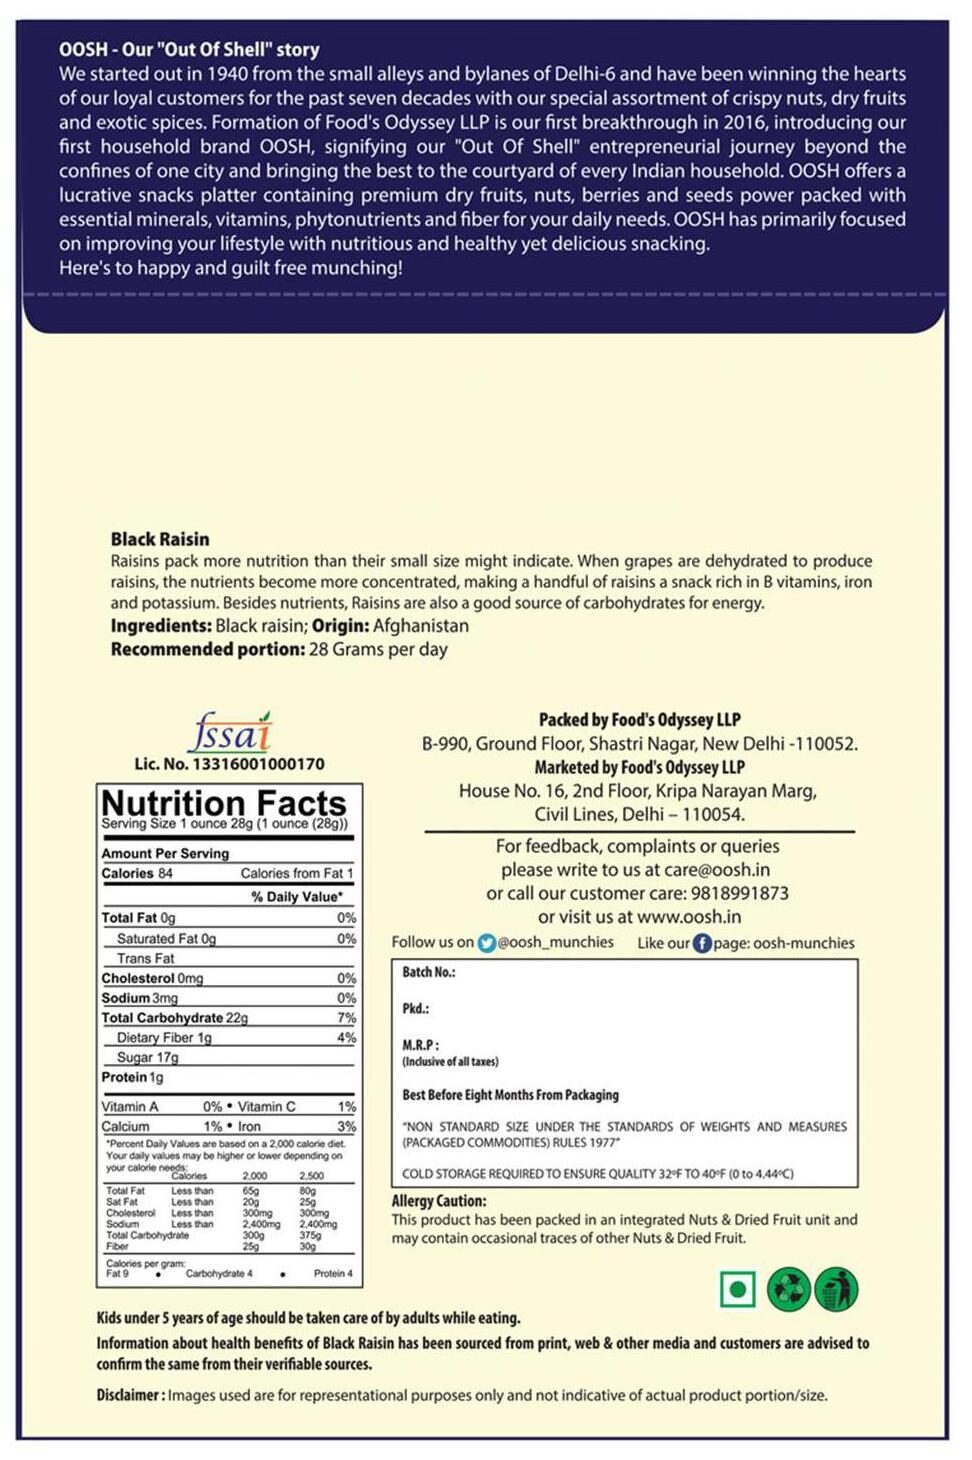 OOSH - Our "Out Of Shell" story
We started out in 1940 from the small alleys and bylanes of Delhi-6 and have been winning the hearts
of our loyal customers for the past seven decades with our special assortment of crispy nuts, dry fruits
and exotic spices. Formation of Food's Odyssey LLP is our first breakthrough in 2016, introducing our
first household brand OOSH, signifying our "Out Of Shell" entrepreneurial journey beyond the
confines of one city and bringing the best to the courtyard of every Indian household. OOSH offers a
lucrative snacks platter containing premium dry fruits, nuts, berries and seeds power packed with
essential minerals, vitamins, phytonutrients and fiber for your daily needs. OOSH has primarily focused
on improving your lifestyle with nutritious and healthy yet delicious snacking.
Here's to happy and guilt free munching!
Black Raisin
Raisins pack more nutrition than their small size might indicate. When grapes are dehydrated to produce
raisins, the nutrients become more concentrated, making a handful of raisins a snack rich in B vitamins, iron
and potassium. Besides nutrients, Raisins are also a good source of carbohydrates for energy.
Ingredients: Black raisin; Origin: Afghanistan
Recommended portion: 28 Grams per day
fssai
Lic. No. 13316001000170
Nutrition Facts
Serving Size 1 ounce 28g (1 ounce (28g))
Amount Per Serving
Calories 84 Calories from Fat 1
% Daily Value*
Total Fat 0g 0%
Saturated Fat 0g 0%
Trans Fat
Cholesterol 0mg 0%
Sodium 3mg 0%
Total Carbohydrate 22g 7%
Dietary Fiber 1g 4%
Sugar 17g
Protein 1g
Vitamin A 0% • Vitamin C 1%
Calcium 1% • Iron 3%
*Percent Daily Values are based on a 2,000 calorie diet.
Your daily values may be higher or lower depending on
your calorie needs:
Calories 2,000 2,500
Total Fat Less than 65g 80g
Sat Fat Less than 20g 25g
Cholesterol Less than 300mg 300mg
Sodium Less than 2,400mg 2,400mg
Total Carbohydrate 300g 375g
Fiber 25g 30g
Calories per gram:
Fat 9 • Carbohydrate 4 • Protein 4
Packed by Food's Odyssey LLP
B-990, Ground Floor, Shastri Nagar, New Delhi -110052.
Marketed by Food's Odyssey LLP
House No. 16, 2nd Floor, Kripa Narayan Marg,
Civil Lines, Delhi – 110054.
For feedback, complaints or queries
please write to us at care@oosh.in
or call our customer care: 9818991873
or visit us at www.oosh.in
Follow us on @oosh_munchies Like our f page: oosh-munchies
Batch No.:
Pkd.:
M.R.P :
(Inclusive of all taxes)
Best Before Eight Months From Packaging
"NON STANDARD SIZE UNDER THE STANDARDS OF WEIGHTS AND MEASURES
(PACKAGED COMMODITIES) RULES 1977"
COLD STORAGE REQUIRED TO ENSURE QUALITY 32ºF TO 40ºF (0 to 4.44ºC)
Allergy Caution:
This product has been packed in an integrated Nuts & Dried Fruit unit and
may contain occasional traces of other Nuts & Dried Fruit.
Kids under 5 years of age should be taken care of by adults while eating.
Information about health benefits of Black Raisin has been sourced from print, web & other media and customers are advised to
confirm the same from their verifiable sources.
Disclaimer : Images used are for representational purposes only and not indicative of actual product portion/size.